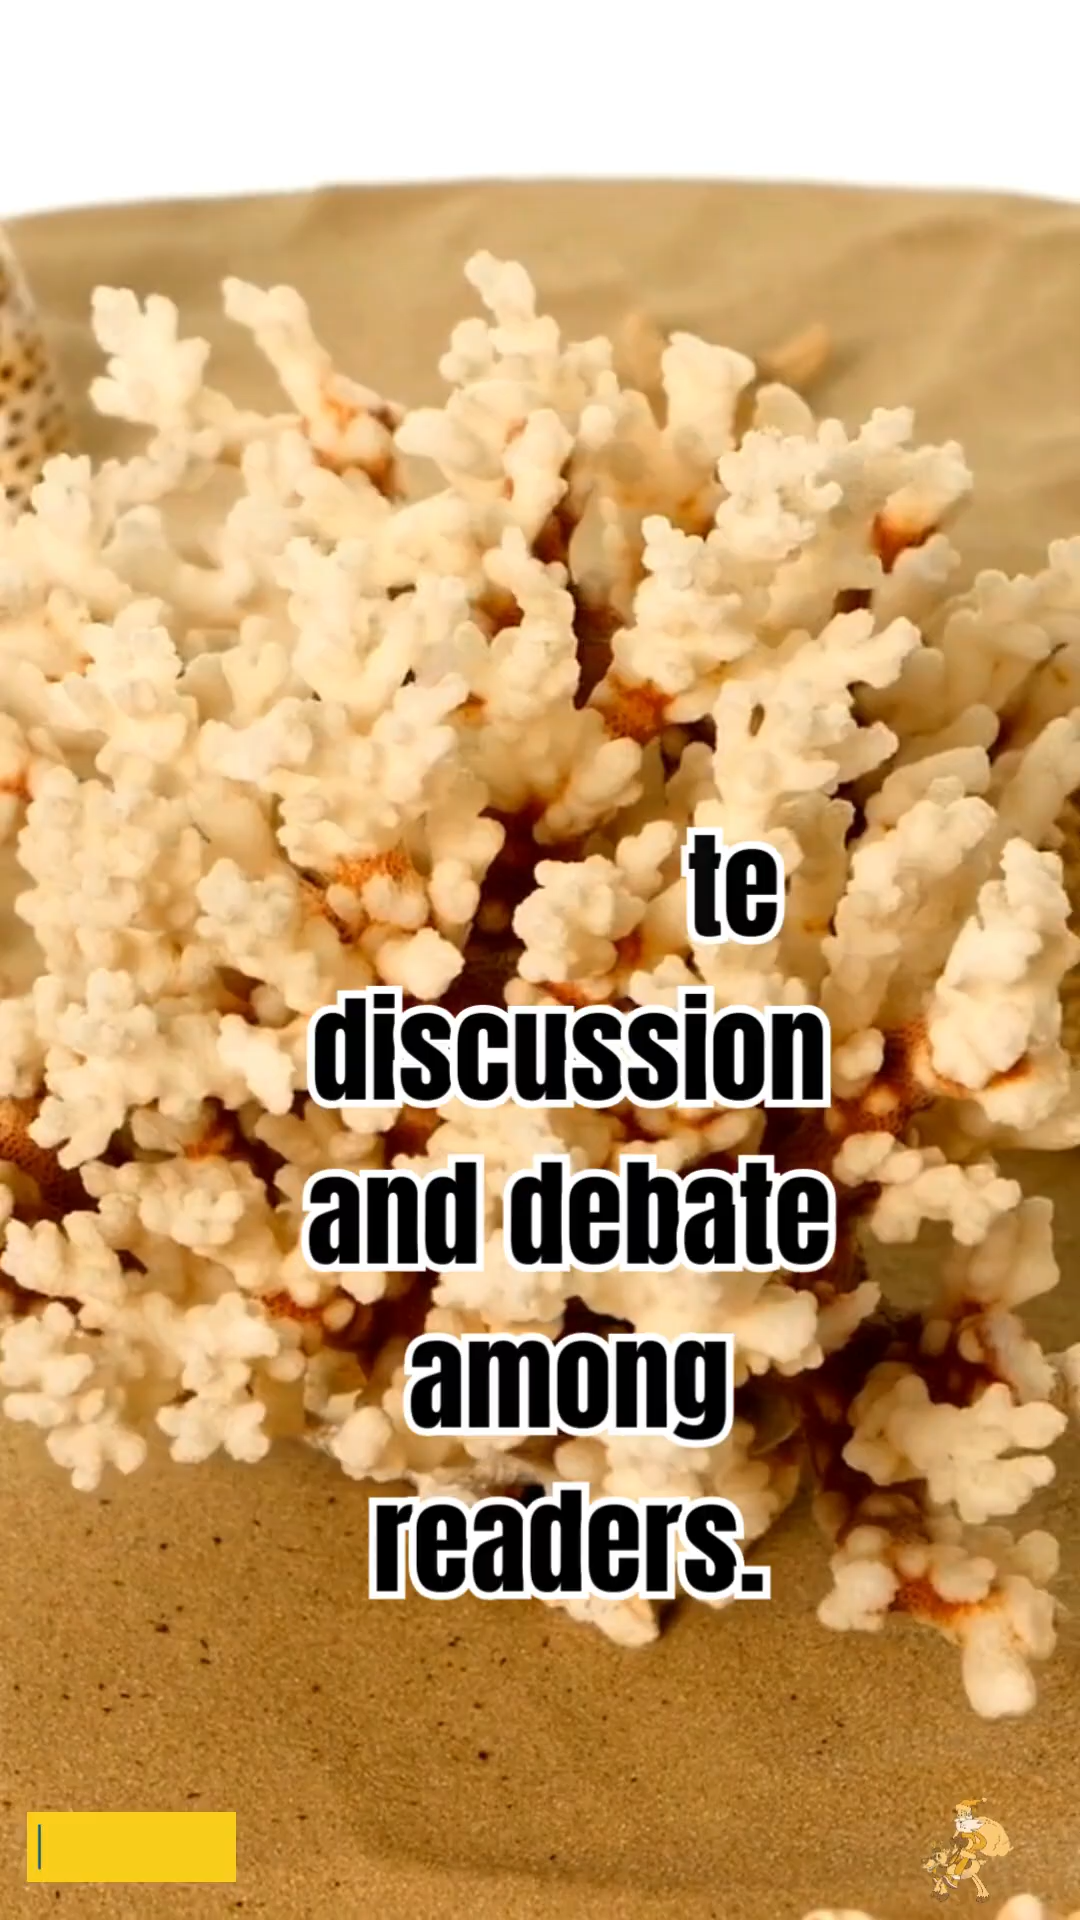 te
discussion
and debate
among
readers.